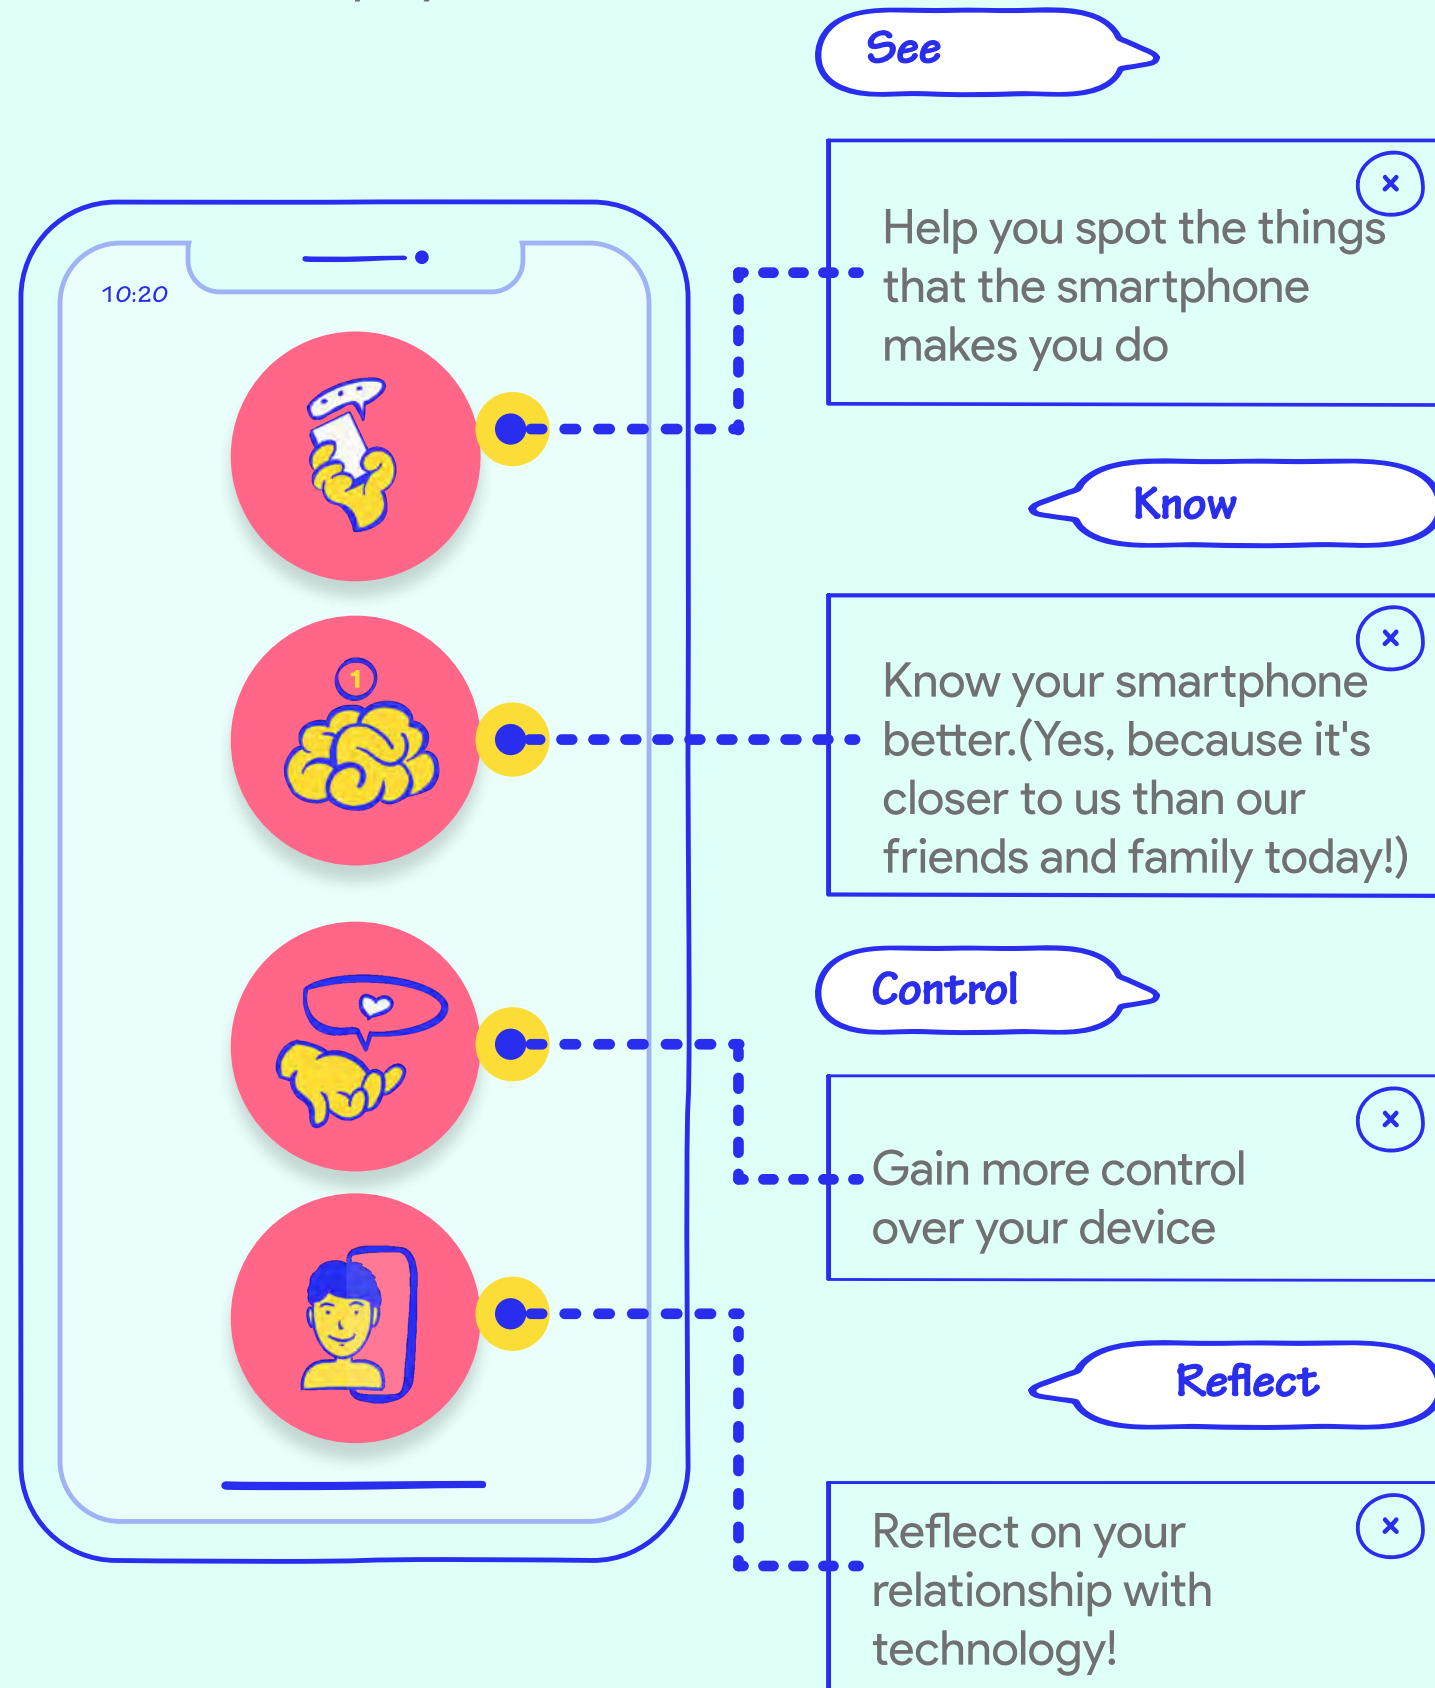 See
Help you spot the things
that the smartphone
makes you do
10:20
Know
1
Know your smartphone
better.(Yes, because it's
closer to us than our
friends and family today!)
Control
Gain more control
over your device
Reflect
Reflect on your
relationship with
technology!